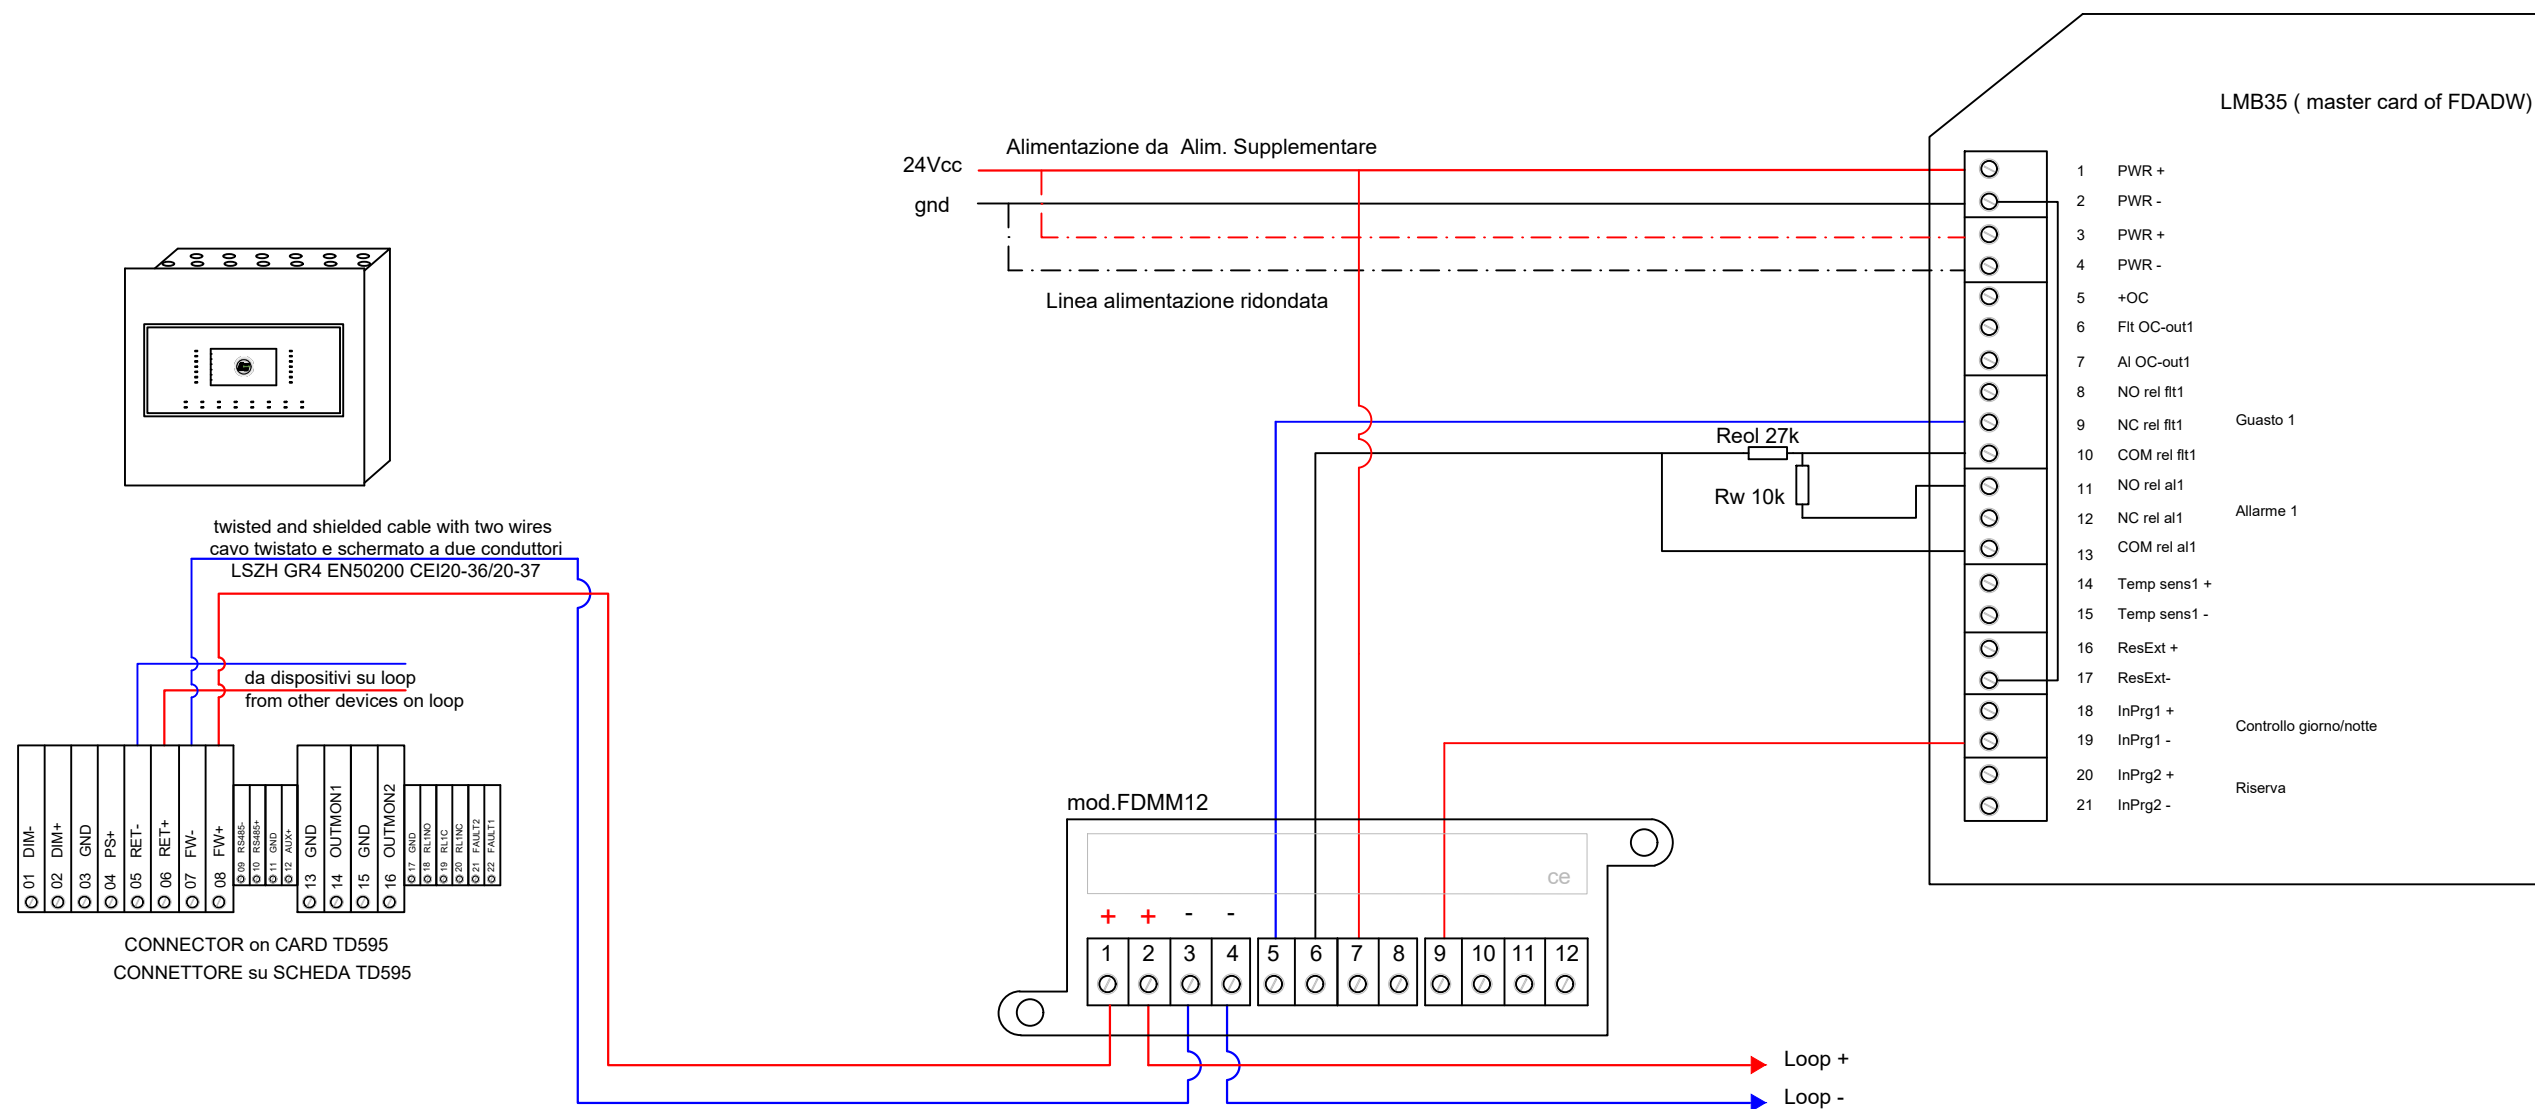 LMB35 ( master card of FDADW)
Alimentazione da Alim. Supplementare
24Vcc
gnd
Linea alimentazione ridondata
1 PWR +
2 PWR -
3 PWR +
4 PWR -
5 +OC
6 Flt OC-out1
7 Al OC-out1
8 NO rel flt1
9 NC rel flt1
Guasto 1
10 COM rel flt1
11 NO rel al1
12 NC rel al1
Allarme 1
13 COM rel al1
14 Temp sens1 +
15 Temp sens1 -
16 ResExt +
17 ResExt-
18 InPrg1 +
19 InPrg1 -
Controllo giorno/notte
20 InPrg2 +
21 InPrg2 -
Riserva
Reol 27k
Rw 10k
twisted and shielded cable with two wires
cavo twistato e schermato a due conduttori
LSZH GR4 EN50200 CEI20-36/20-37
da dispositivi su loop
from other devices on loop
01 DIM-
02 DIM+
03 GND
04 PS+
05 RET-
06 RET+
07 FW-
08 FW+
09 RS485-
10 RS485+
11 GND
12 AUX+
13 GND
14 OUTMON1
15 GND
16 OUTMON2
17 GND
18 RL1NO
19 RL1C
20 RL1NC
21 FAULT2
22 FAULT1
CONNECTOR on CARD TD595
CONNETTORE su SCHEDA TD595
mod.FDMM12
ce
+ + - -
1 2 3 4 5 6 7 8 9 10 11 12
Loop +
Loop -